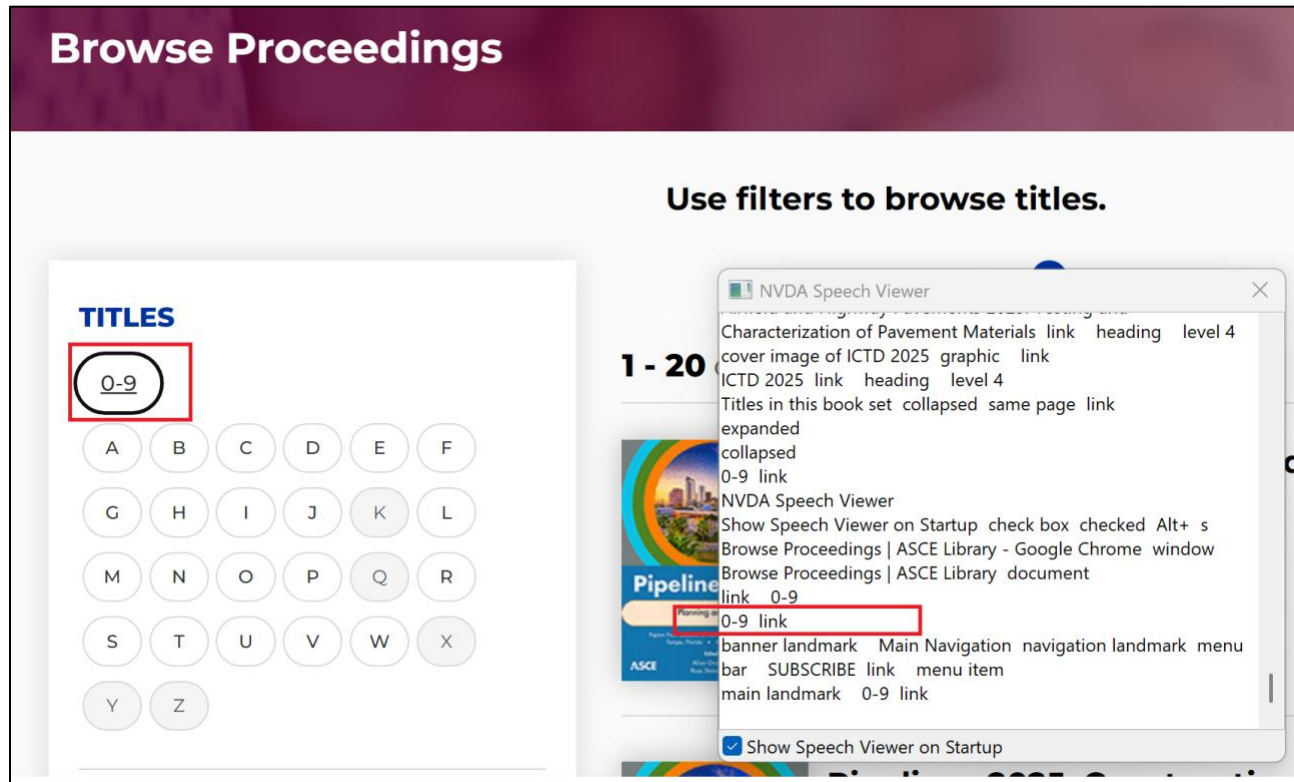 Browse Proceedings
Use filters to browse titles.
TITLES
0-9
A B C D E F
G H I J K L
M N O P Q R
S T U V W X
Y Z
1 - 20
Pipeline
ASCE
NVDA Speech Viewer
Characterization of Pavement Materials link heading level 4
cover image of ICTD 2025 graphic link
ICTD 2025 link heading level 4
Titles in this book set collapsed same page link
expanded
collapsed
0-9 link
NVDA Speech Viewer
Show Speech Viewer on Startup check box checked Alt+ s
Browse Proceedings | ASCE Library - Google Chrome window
Browse Proceedings | ASCE Library document
link 0-9
0-9 link
banner landmark Main Navigation navigation landmark menu
bar SUBSCRIBE link menu item
main landmark 0-9 link
Show Speech Viewer on Startup